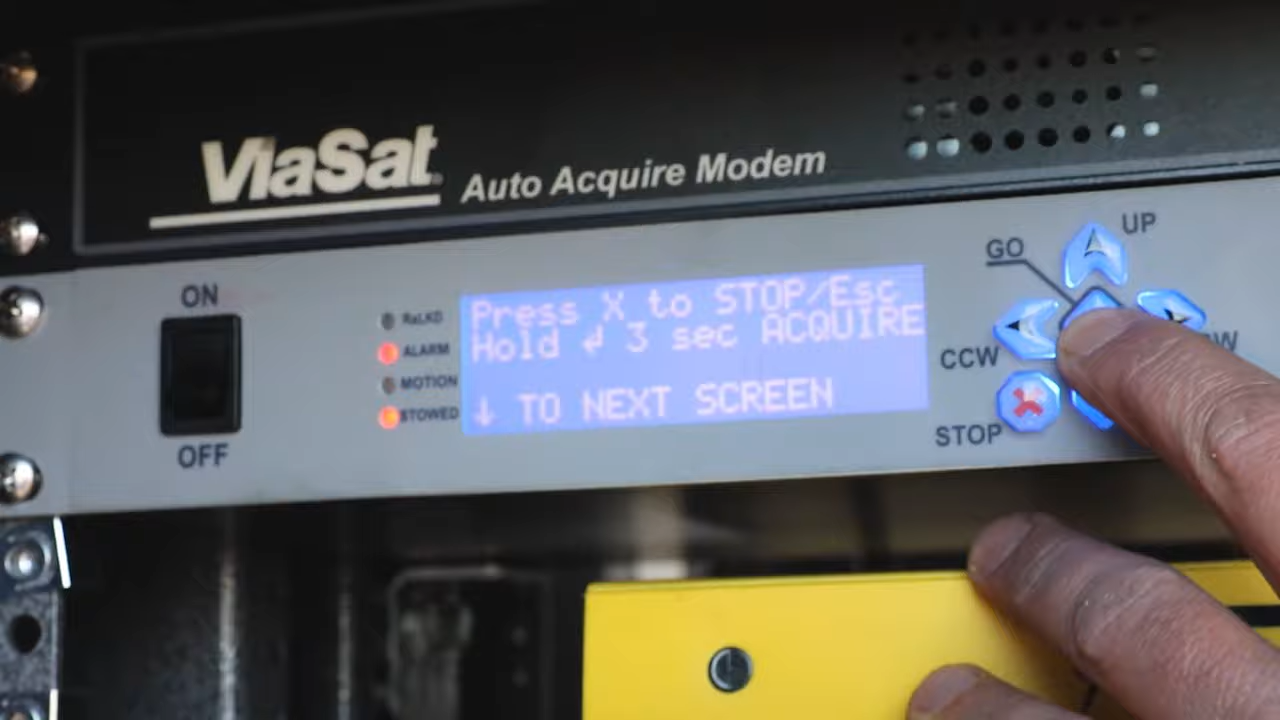 ViaSat
Auto Acquire Modem
ON
OFF
RxLKD
ALARM
MOTION
STOWED
Press X to STOP/Esc
Hold ↲ 3 sec ACQUIRE
↓ TO NEXT SCREEN
GO
UP
CCW
STOP